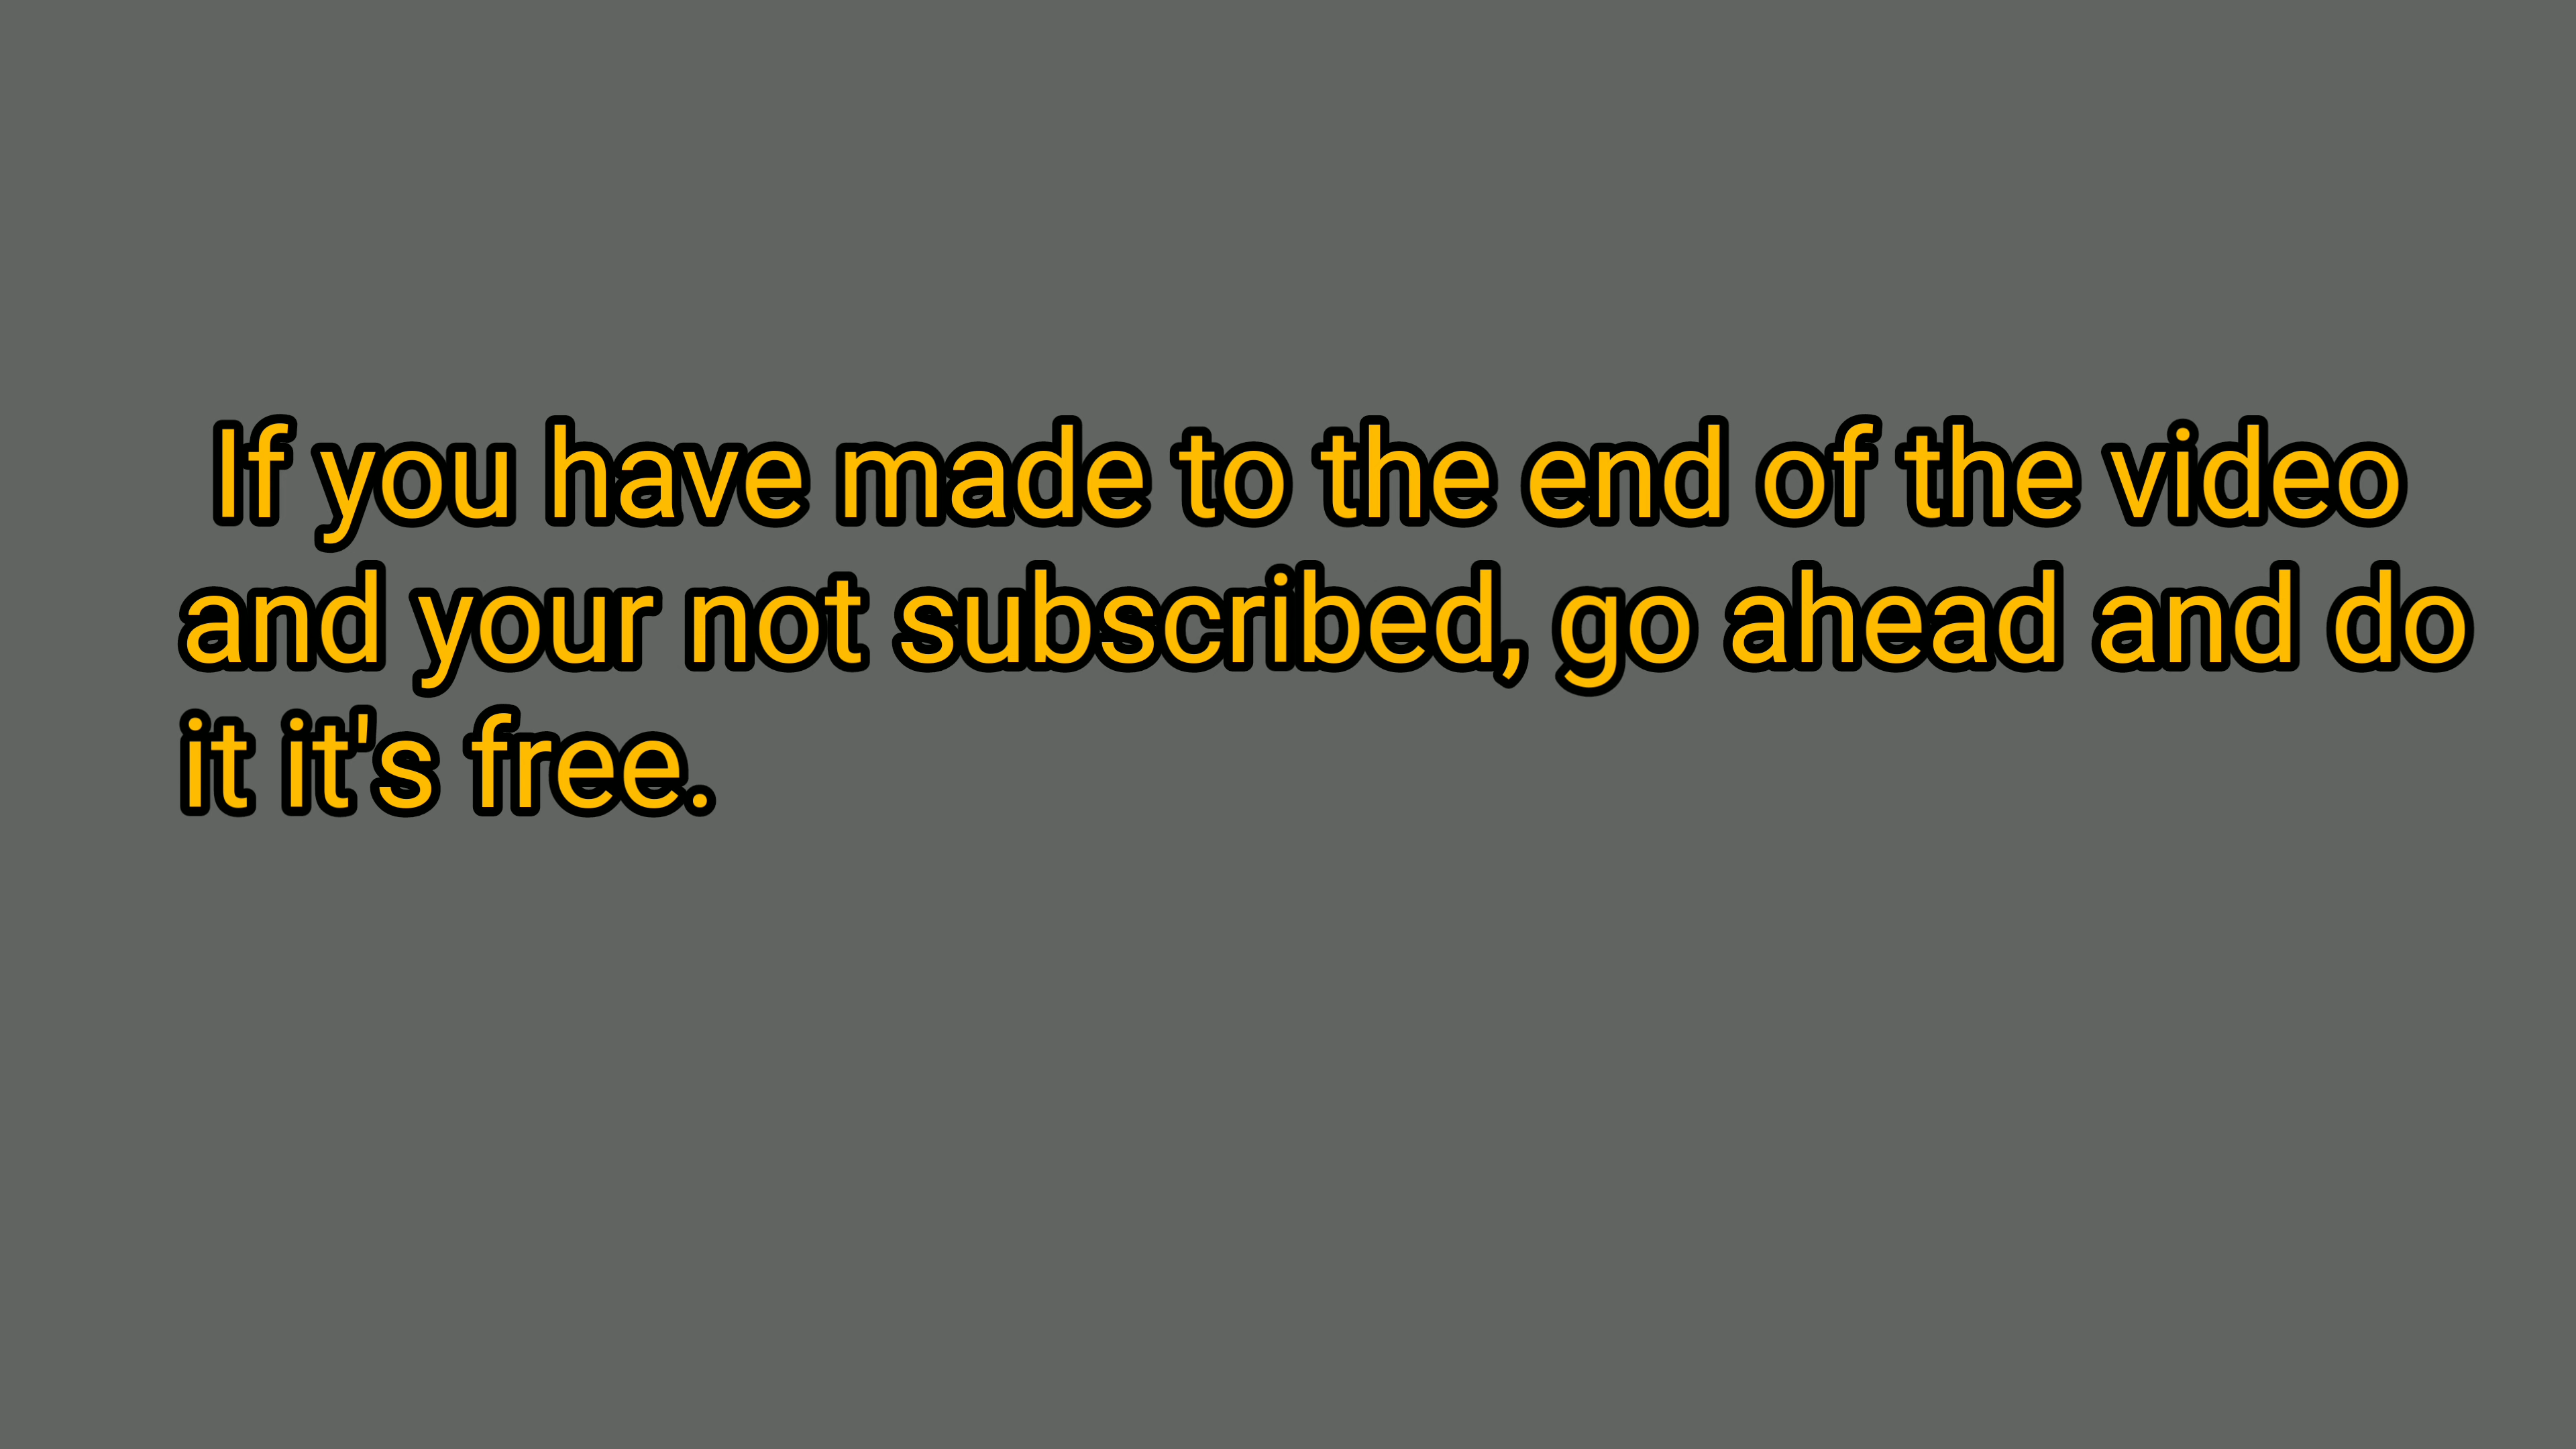 If you have made to the end of the video
and your not subscribed, go ahead and do
it it's free.